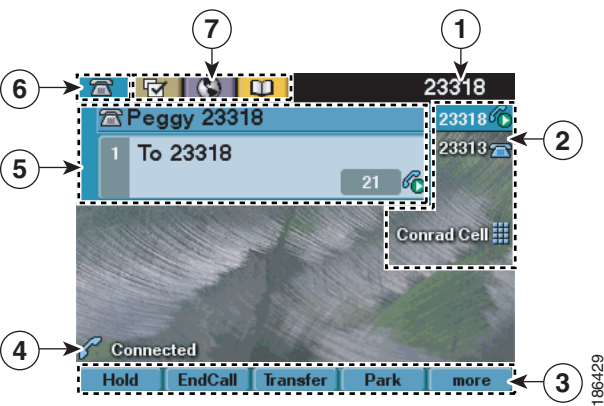 7
1
6
23318
Peggy 23318
23318
2
23313
5
1 To 23318
21
Conrad Cell
4
Connected
Hold EndCall Transfer Park more
3
186429